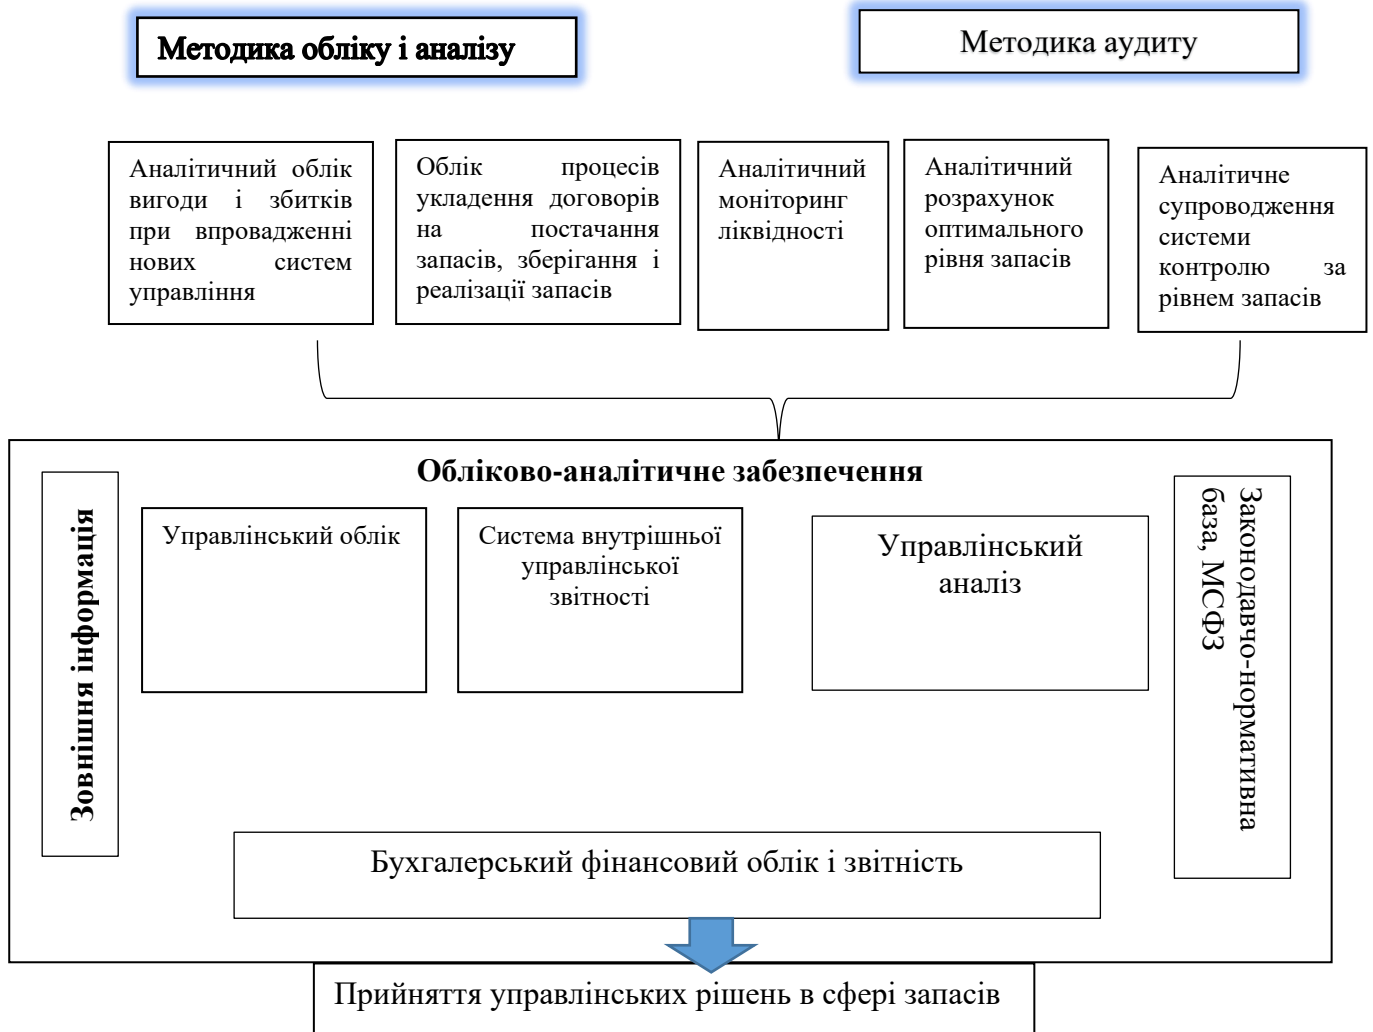 Методика обліку і аналізу
Методика аудиту
Аналітичний облік
вигоди і збитків
при впровадженні
нових систем
управління
Облік процесів
укладення договорів
на постачання
запасів, зберігання і
реалізації запасів
Аналітичний
моніторинг
ліквідності
Аналітичний
розрахунок
оптимального
рівня запасів
Аналітичне
супроводження
системи
контролю за
рівнем запасів
Обліково-аналітичне забезпечення
Зовнішня інформація
Управлінський облік
Система внутрішньої
управлінської
звітності
Управлінський
аналіз
Законодавчо-нормативна
база, МСФЗ
Бухгалерський фінансовий облік і звітність
Прийняття управлінських рішень в сфері запасів